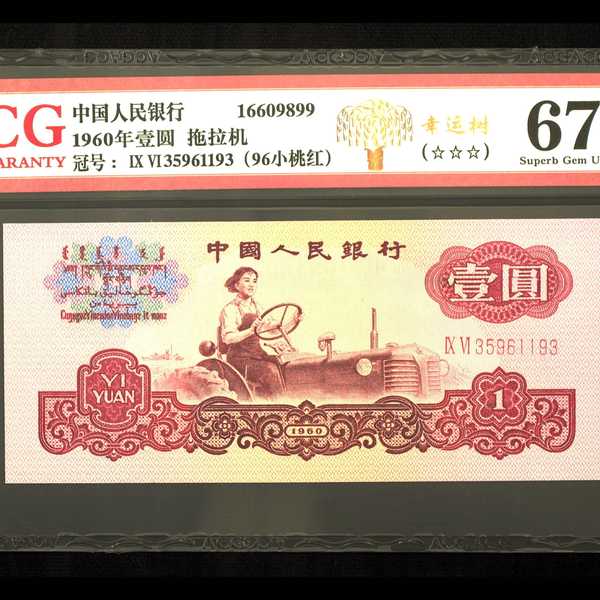 CG
ARANTY
中国人民银行 16609899
1960年壹圆 拖拉机
冠号： IX VI35961193（96小桃红）
幸运树
(☆☆☆)
67
Superb Gem U
中國人民銀行
壹圓
IX VI 35961193
YI
YUAN
1960
1